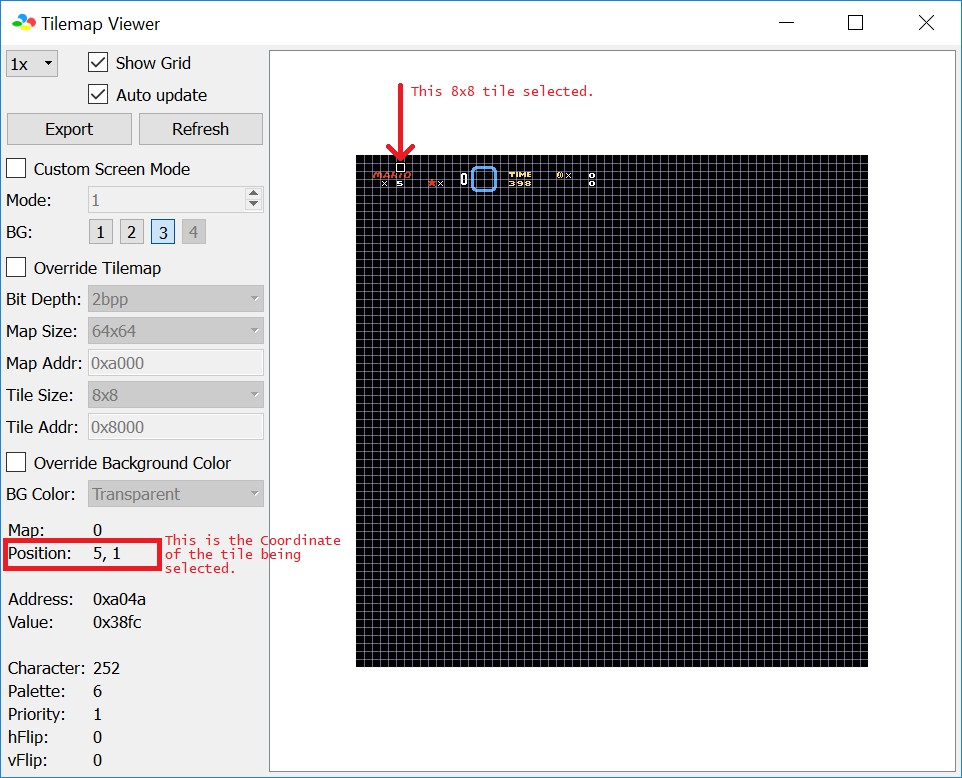 Tilemap Viewer
1x
Show Grid
Auto update
Export Refresh
Custom Screen Mode
Mode: 1
BG: 1 2 3 4
Override Tilemap
Bit Depth: 2bpp
Map Size: 64x64
Map Addr: 0xa000
Tile Size: 8x8
Tile Addr: 0x8000
Override Background Color
BG Color: Transparent
Map: 0
Position: 5, 1
Address: 0xa04a
Value: 0x38fc
Character: 252
Palette: 6
Priority: 1
hFlip: 0
vFlip: 0
This 8x8 tile selected.
MARIO TIME x 0
x 5 x 0 398 0
This is the Coordinate
of the tile being
selected.